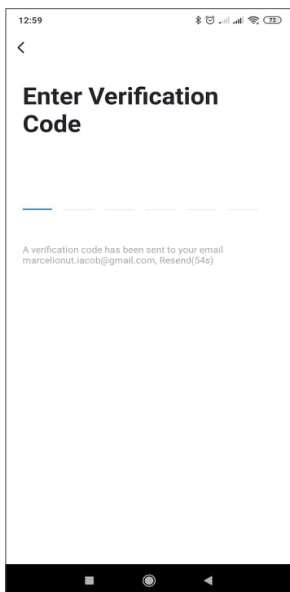 12:59
73
Enter Verification
Code
A verification code has been sent to your email
marcelionut.iacob@gmail.com, Resend(54s)